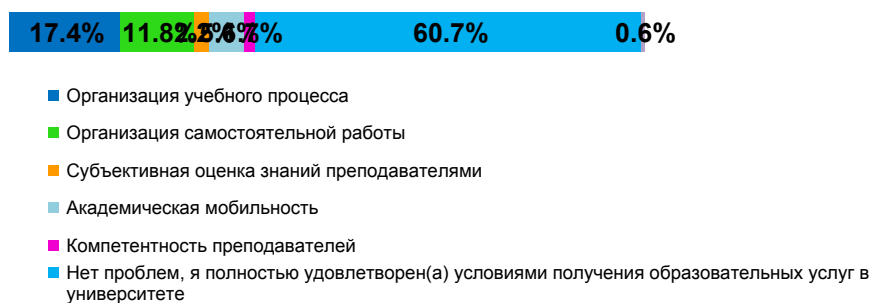 17.4% 11.8% 60.7% 0.6%
Организация учебного процесса
Организация самостоятельной работы
Субъективная оценка знаний преподавателями
Академическая мобильность
Компетентность преподавателей
Нет проблем, я полностью удовлетворен(а) условиями получения образовательных услуг в
университете